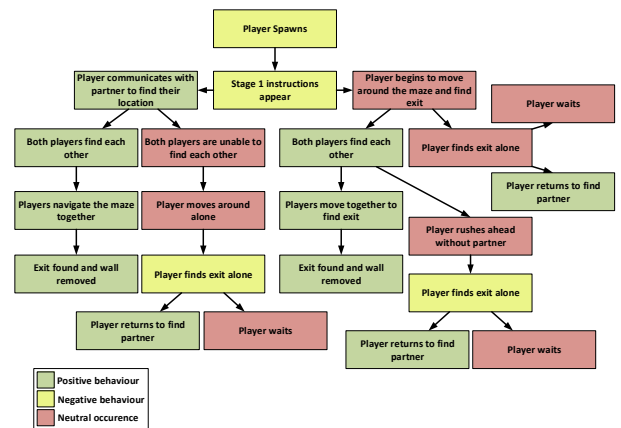 Player Spawns
Player communicates with
partner to find their
location
Stage 1 instructions
appear
Player begins to move
around the maze and find
exit
Player waits
Both players find each
other
Both players are unable to
find each other
Both players find each
other
Player finds exit alone
Player returns to find
partner
Players navigate the maze
together
Player moves around
alone
Players move together to
find exit
Player rushes ahead
without partner
Exit found and wall
removed
Player finds exit alone
Exit found and wall
removed
Player finds exit alone
Player returns to find
partner
Player waits
Player returns to find
partner
Player waits
Positive behaviour
Negative behaviour
Neutral occurence